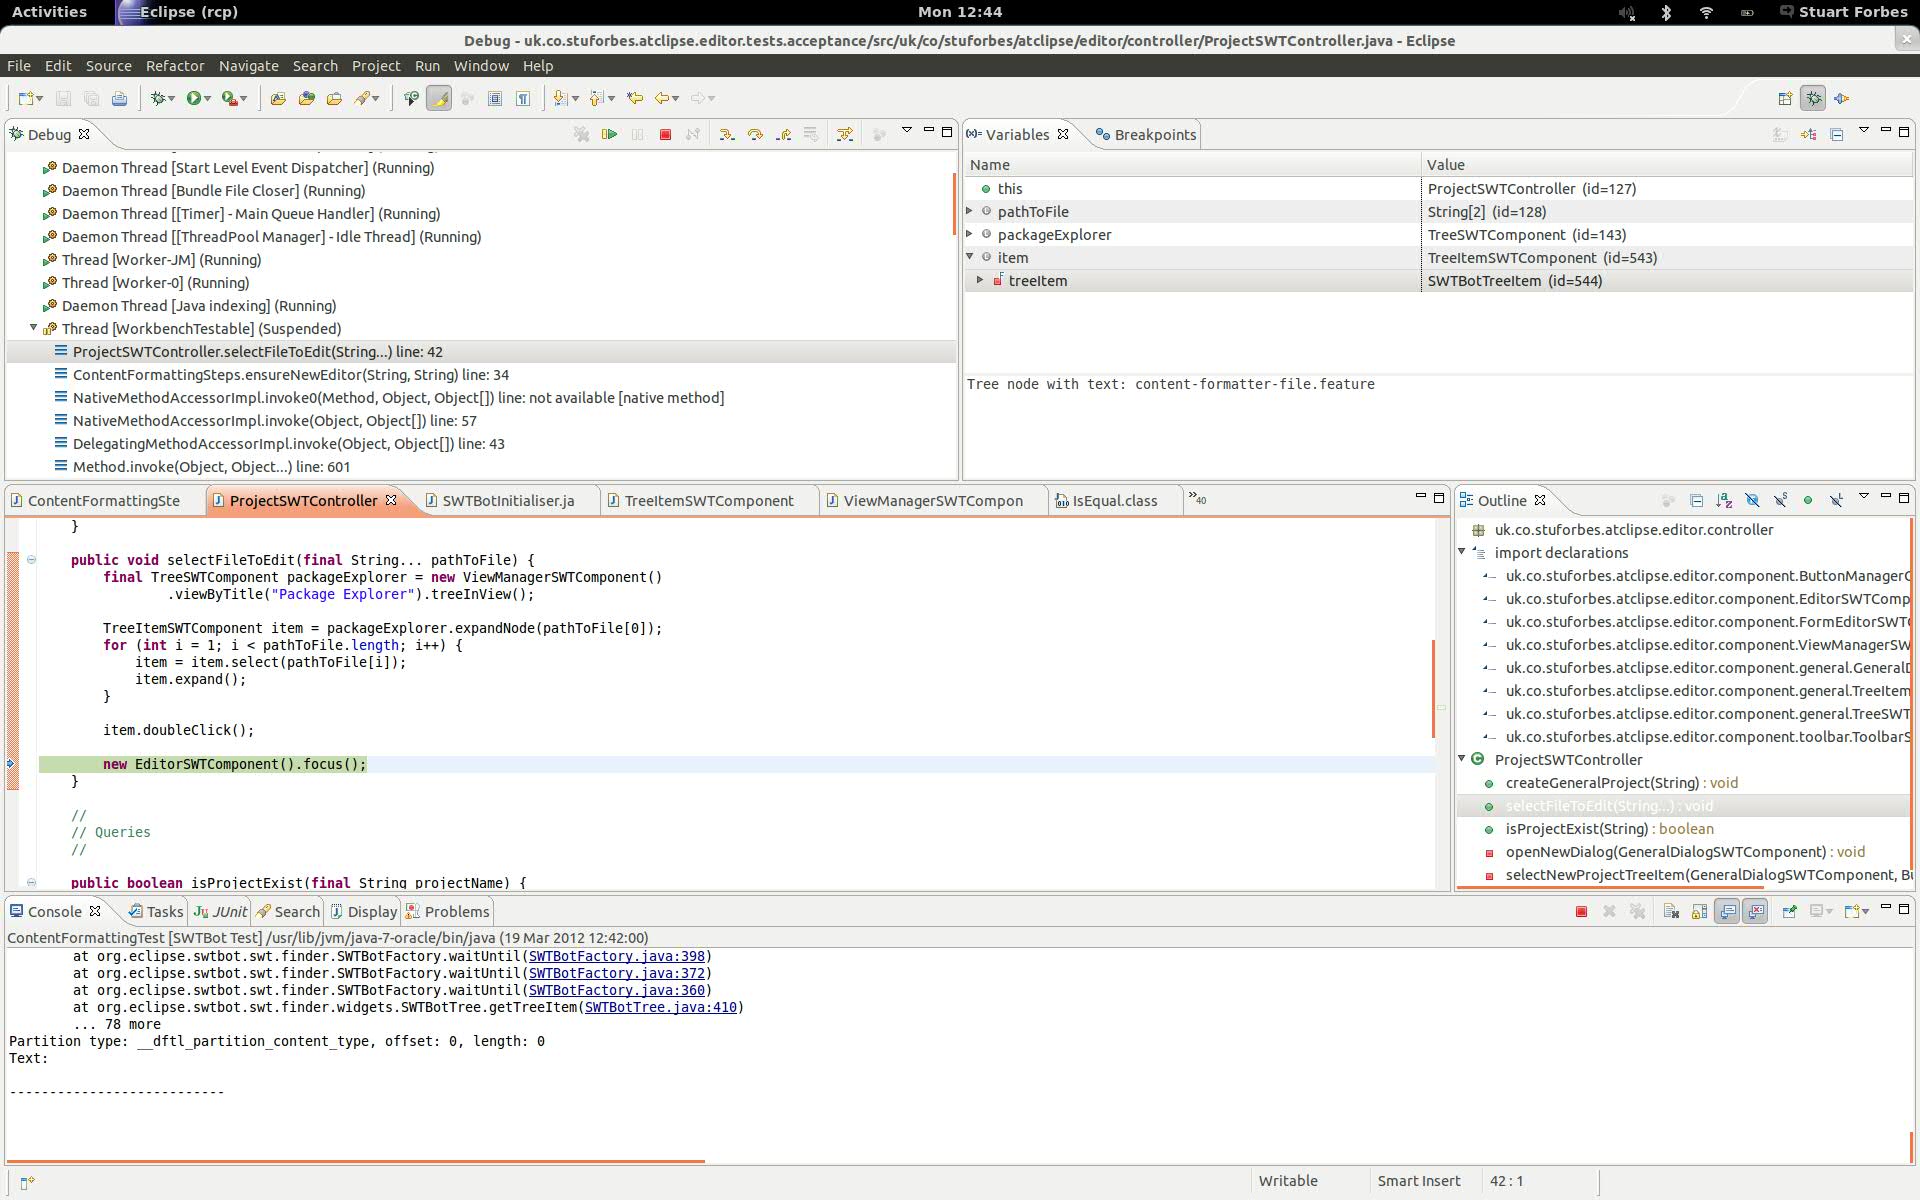 Activities
Eclipse (rcp)
Mon 12:44
Stuart Forbes
Debug - uk.co.stuforbes.atclipse.editor.tests.acceptance/src/uk/co/stuforbes/atclipse/editor/controller/ProjectSWTController.java - Eclipse
File Edit Source Refactor Navigate Search Project Run Window Help
Debug
Daemon Thread [Start Level Event Dispatcher] (Running)
Daemon Thread [Bundle File Closer] (Running)
Daemon Thread [[Timer] - Main Queue Handler] (Running)
Daemon Thread [[ThreadPool Manager] - Idle Thread] (Running)
Thread [Worker-JM] (Running)
Thread [Worker-0] (Running)
Daemon Thread [Java indexing] (Running)
Thread [WorkbenchTestable] (Suspended)
ProjectSWTController.selectFileToEdit(String...) line: 42
ContentFormattingSteps.ensureNewEditor(String, String) line: 34
NativeMethodAccessorImpl.invoke0(Method, Object, Object[]) line: not available [native method]
NativeMethodAccessorImpl.invoke(Object, Object[]) line: 57
DelegatingMethodAccessorImpl.invoke(Object, Object[]) line: 43
Method.invoke(Object, Object...) line: 601
(x)= Variables
Breakpoints
Name Value
this ProjectSWTController (id=127)
pathToFile String[2] (id=128)
packageExplorer TreeSWTComponent (id=143)
item TreeItemSWTComponent (id=543)
treeItem SWTBotTreeItem (id=544)
Tree node with text: content-formatter-file.feature
ContentFormattingSte
ProjectSWTController
SWTBotInitialiser.ja
TreeItemSWTComponent
ViewManagerSWTCompon
IsEqual.class
»40
}
public void selectFileToEdit(final String... pathToFile) {
final TreeSWTComponent packageExplorer = new ViewManagerSWTComponent()
.viewByTitle("Package Explorer").treeInView();
TreeItemSWTComponent item = packageExplorer.expandNode(pathToFile[0]);
for (int i = 1; i < pathToFile.length; i++) {
item = item.select(pathToFile[i]);
item.expand();
}
item.doubleClick();
new EditorSWTComponent().focus();
}
//
// Queries
//
public boolean isProjectExist(final String projectName) {
Outline
uk.co.stuforbes.atclipse.editor.controller
import declarations
uk.co.stuforbes.atclipse.editor.component.ButtonManagerC
uk.co.stuforbes.atclipse.editor.component.EditorSWTComp
uk.co.stuforbes.atclipse.editor.component.FormEditorSWT
uk.co.stuforbes.atclipse.editor.component.ViewManagerSW
uk.co.stuforbes.atclipse.editor.component.general.General
uk.co.stuforbes.atclipse.editor.component.general.TreeItem
uk.co.stuforbes.atclipse.editor.component.general.TreeSWT
uk.co.stuforbes.atclipse.editor.component.toolbar.ToolbarS
ProjectSWTController
createGeneralProject(String) : void
selectFileToEdit(String...) : void
isProjectExist(String) : boolean
openNewDialog(GeneralDialogSWTComponent) : void
selectNewProjectTreeItem(GeneralDialogSWTComponent, Bu
Console
Tasks
JUnit
Search
Display
Problems
ContentFormattingTest [SWTBot Test] /usr/lib/jvm/java-7-oracle/bin/java (19 Mar 2012 12:42:00)
at org.eclipse.swtbot.swt.finder.SWTBotFactory.waitUntil(SWTBotFactory.java:398)
at org.eclipse.swtbot.swt.finder.SWTBotFactory.waitUntil(SWTBotFactory.java:372)
at org.eclipse.swtbot.swt.finder.SWTBotFactory.waitUntil(SWTBotFactory.java:360)
at org.eclipse.swtbot.swt.finder.widgets.SWTBotTree.getTreeItem(SWTBotTree.java:410)
... 78 more
Partition type: __dftl_partition_content_type, offset: 0, length: 0
Text:
---------------------------
Writable
Smart Insert
42 : 1